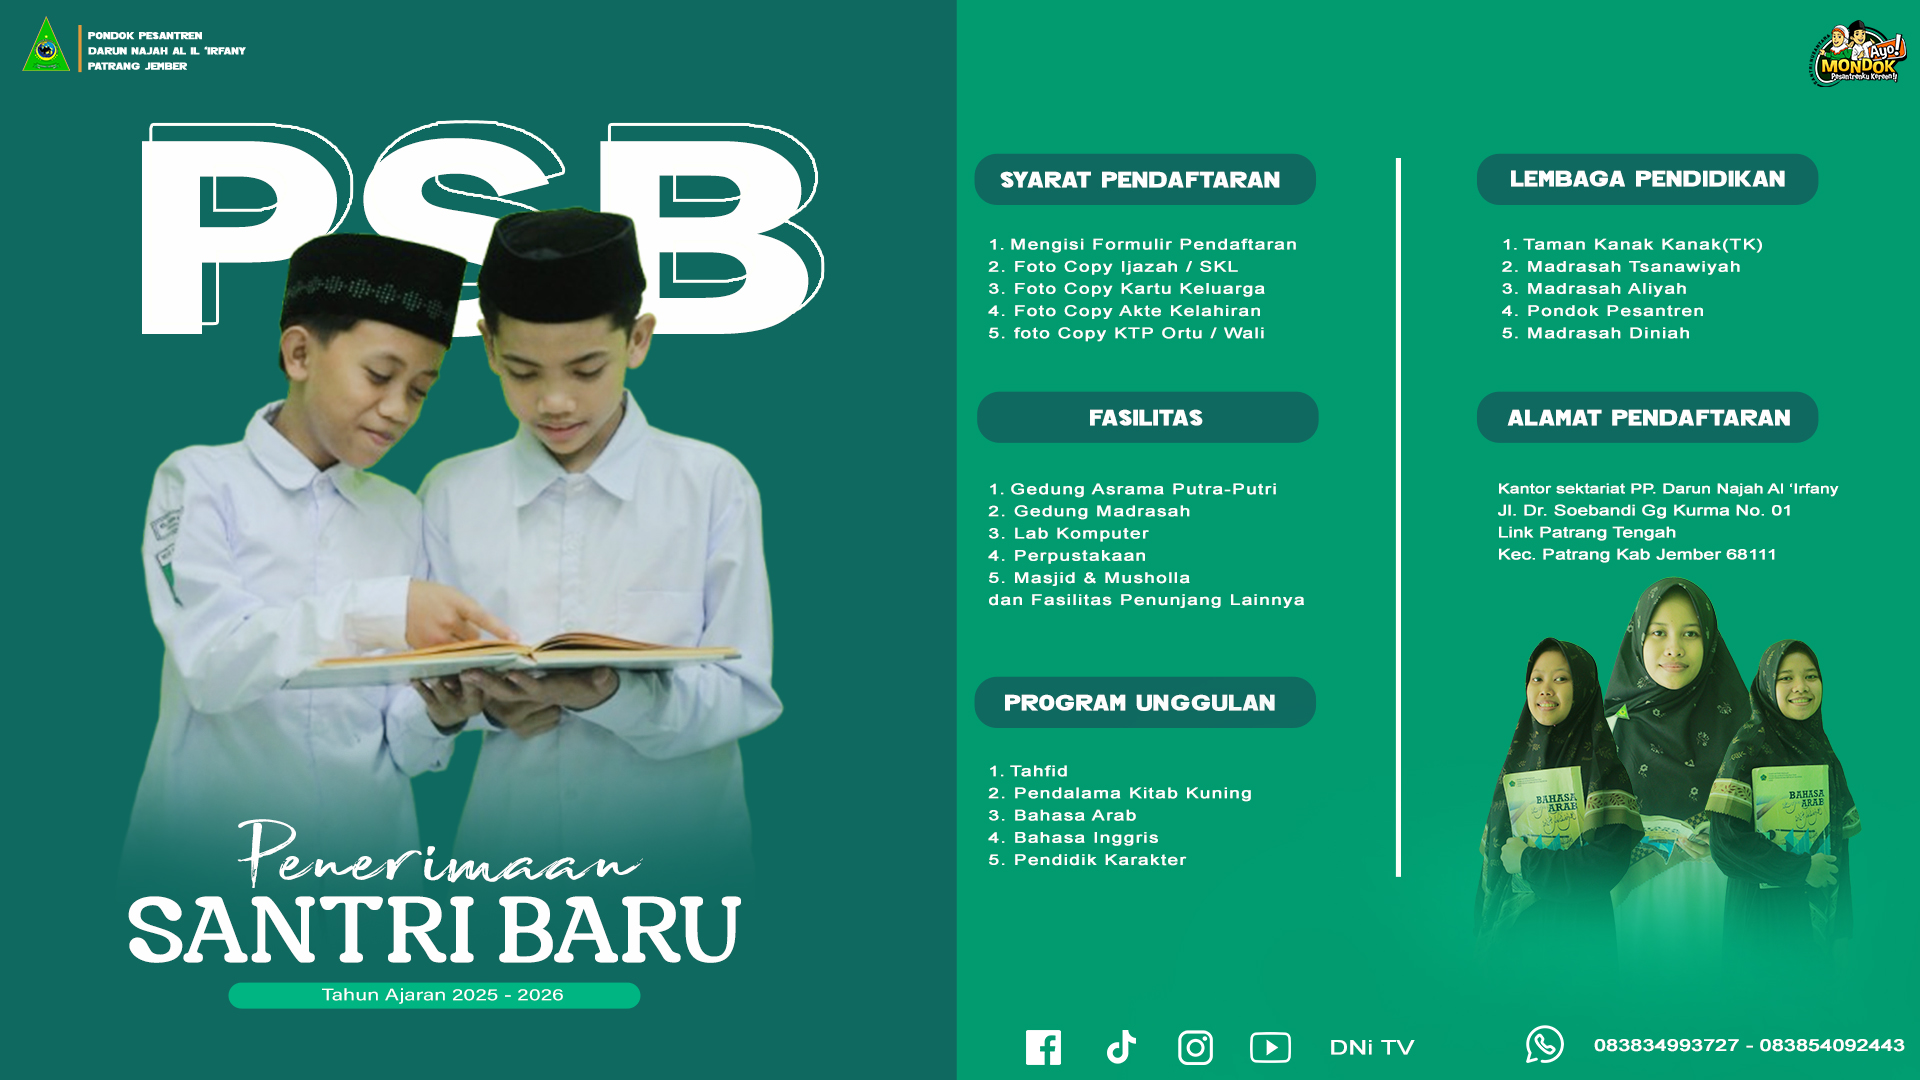 PONDOK PESANTREN
DARUN NAJAH AL IL ‘IRFANY
PATRANG JEMBER
PSB
Penerimaan
SANTRI BARU
Tahun Ajaran 2025 - 2026
Ayo!
MONDOK
Pesantrenku Keren!!
SYARAT PENDAFTARAN
1. Mengisi Formulir Pendaftaran
2. Foto Copy Ijazah / SKL
3. Foto Copy Kartu Keluarga
4. Foto Copy Akte Kelahiran
5. foto Copy KTP Ortu / Wali
FASILITAS
1. Gedung Asrama Putra-Putri
2. Gedung Madrasah
3. Lab Komputer
4. Perpustakaan
5. Masjid & Musholla
dan Fasilitas Penunjang Lainnya
PROGRAM UNGGULAN
1. Tahfid
2. Pendalama Kitab Kuning
3. Bahasa Arab
4. Bahasa Inggris
5. Pendidik Karakter
LEMBAGA PENDIDIKAN
1. Taman Kanak Kanak(TK)
2. Madrasah Tsanawiyah
3. Madrasah Aliyah
4. Pondok Pesantren
5. Madrasah Diniah
ALAMAT PENDAFTARAN
Kantor sektariat PP. Darun Najah Al ‘Irfany
Jl. Dr. Soebandi Gg Kurma No. 01
Link Patrang Tengah
Kec. Patrang Kab Jember 68111
BAHASA
ARAB
BAHASA
ARAB
DNi TV
083834993727 - 083854092443